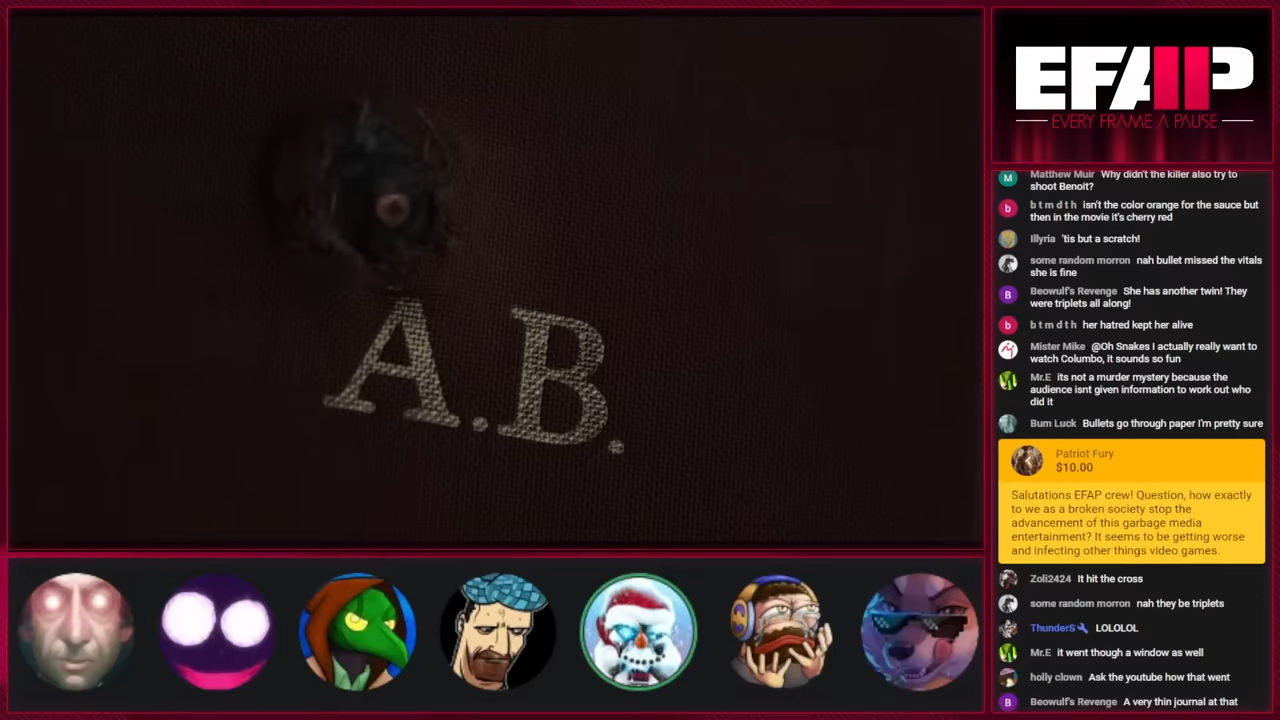 A.B.
EFAP
EVERY FRAME A PAUSE
M Matthew Muir Why didn't the killer also try to
shoot Benoit?
b b t m d t h isn't the color orange for the sauce but
then in the movie it's cherry red
Illyria 'tis but a scratch!
some random morron nah bullet missed the vitals
she is fine
B Beowulf's Revenge She has another twin! They
were triplets all along!
b b t m d t h her hatred kept her alive
Mister Mike @Oh Snakes I actually really want to
watch Columbo, it sounds so fun
Mr.E its not a murder mystery because the
audience isnt given information to work out who
did it
Bum Luck Bullets go through paper I'm pretty sure
Patriot Fury
$10.00
Salutations EFAP crew! Question, how exactly
to we as a broken society stop the
advancement of this garbage media
entertainment? It seems to be getting worse
and infecting other things video games.
Zoli2424 It hit the cross
some random morron nah they be triplets
ThunderS LOLOLOL
Mr.E it went though a window as well
holly clown Ask the youtube how that went
B Beowulf's Revenge A very thin journal at that